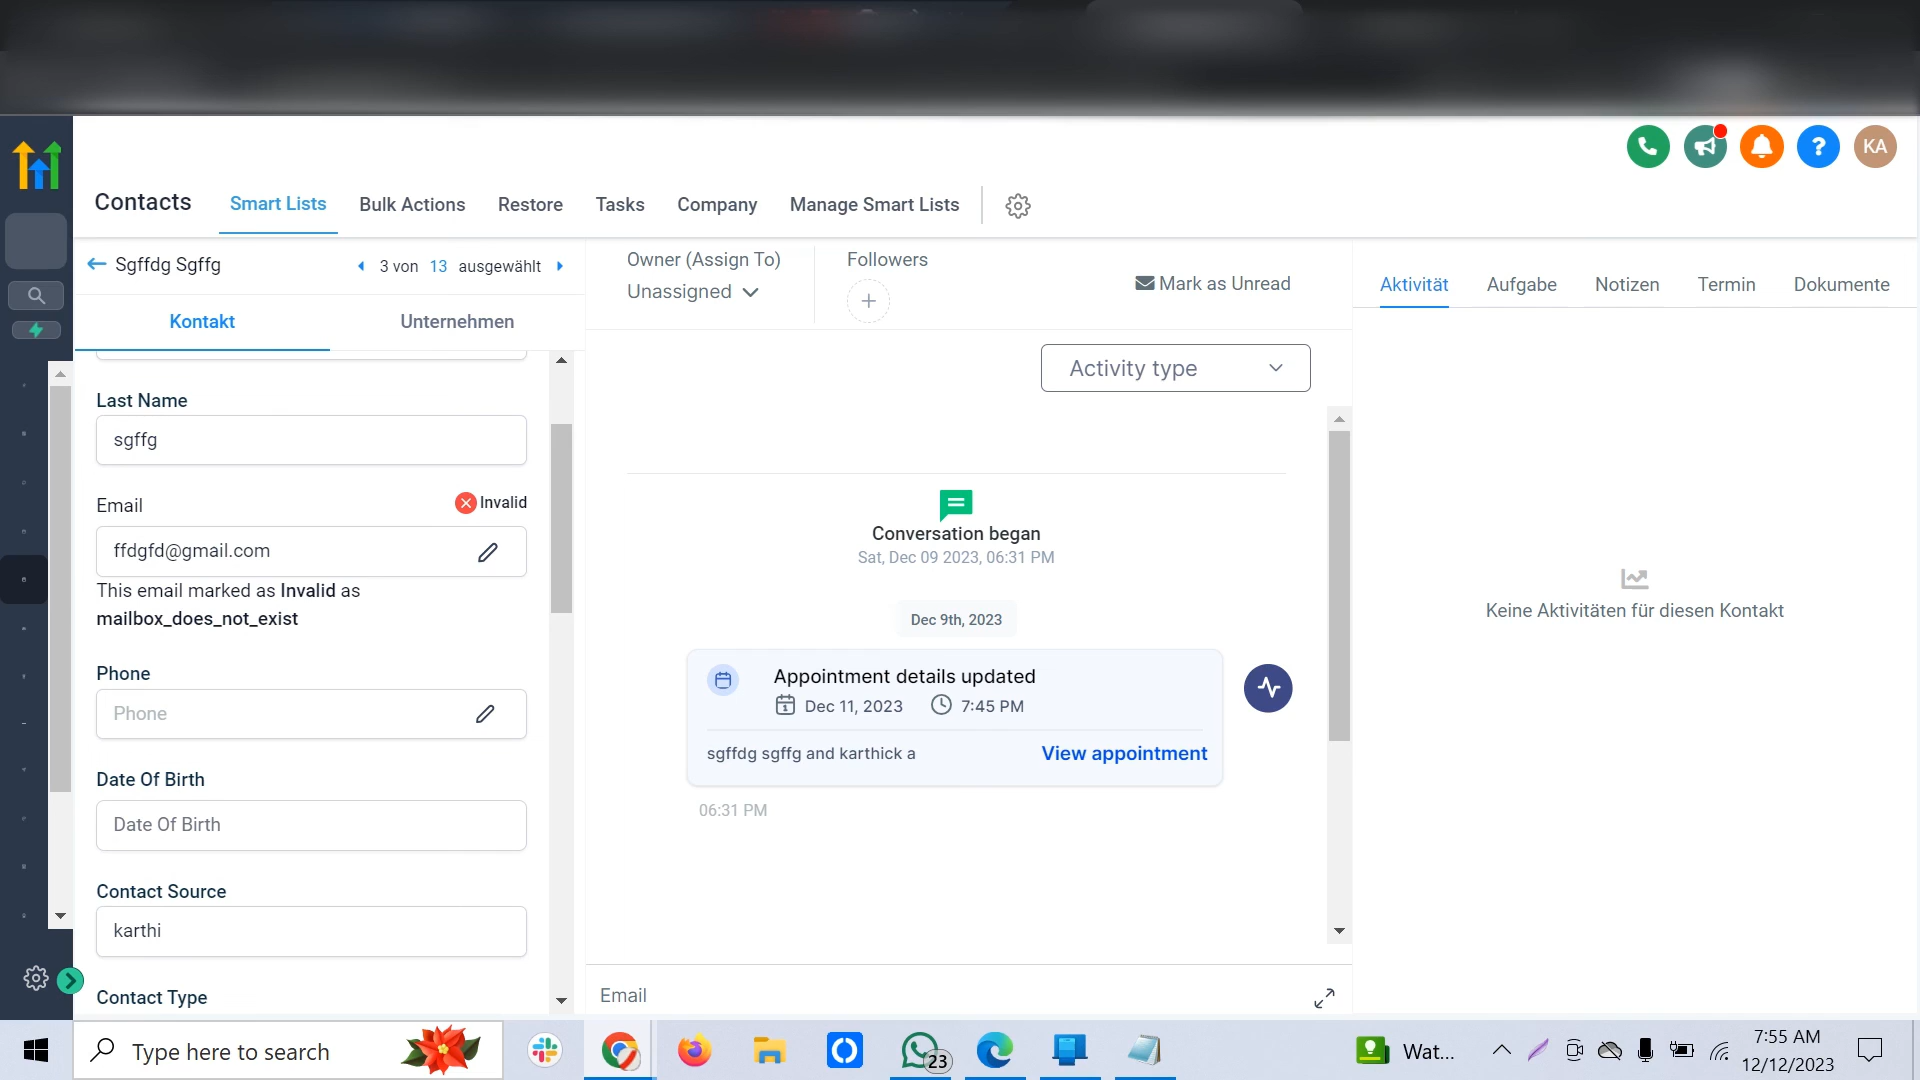 KA
Contacts
Smart Lists
Bulk Actions
Restore
Tasks
Company
Manage Smart Lists
Sgffdg Sgffg
3 von 13 ausgewählt
Kontakt
Unternehmen
Last Name
sgffg
Email
Invalid
ffdgfd@gmail.com
This email marked as Invalid as
mailbox_does_not_exist
Phone
Phone
Date Of Birth
Date Of Birth
Contact Source
karthi
Contact Type
Owner (Assign To)
Unassigned
Followers
Mark as Unread
Activity type
Conversation began
Sat, Dec 09 2023, 06:31 PM
Dec 9th, 2023
Appointment details updated
Dec 11, 2023
7:45 PM
sgffdg sgffg and karthick a
View appointment
06:31 PM
Email
Aktivität
Aufgabe
Notizen
Termin
Dokumente
Keine Aktivitäten für diesen Kontakt
Type here to search
23
Wat...
7:55 AM
12/12/2023